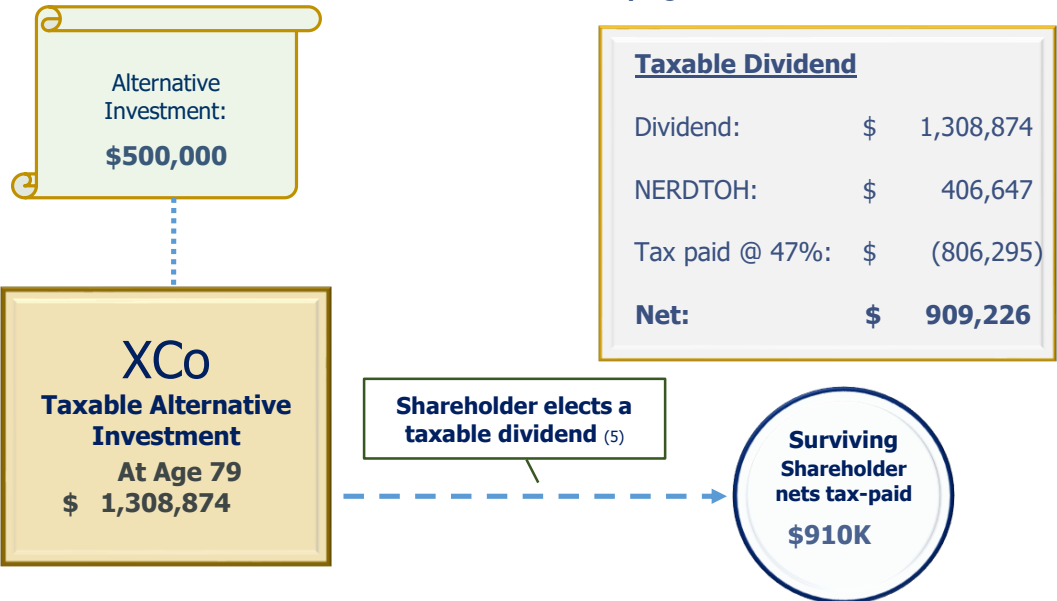 Alternative
Investment:
$500,000
Taxable Dividend
Dividend: $ 1,308,874
NERDTOH: $ 406,647
Tax paid @ 47%: $ (806,295)
Net: $ 909,226
XCo
Taxable Alternative
Investment
At Age 79
$ 1,308,874
Shareholder elects a
taxable dividend (5)
Surviving
Shareholder
nets tax-paid
$910K